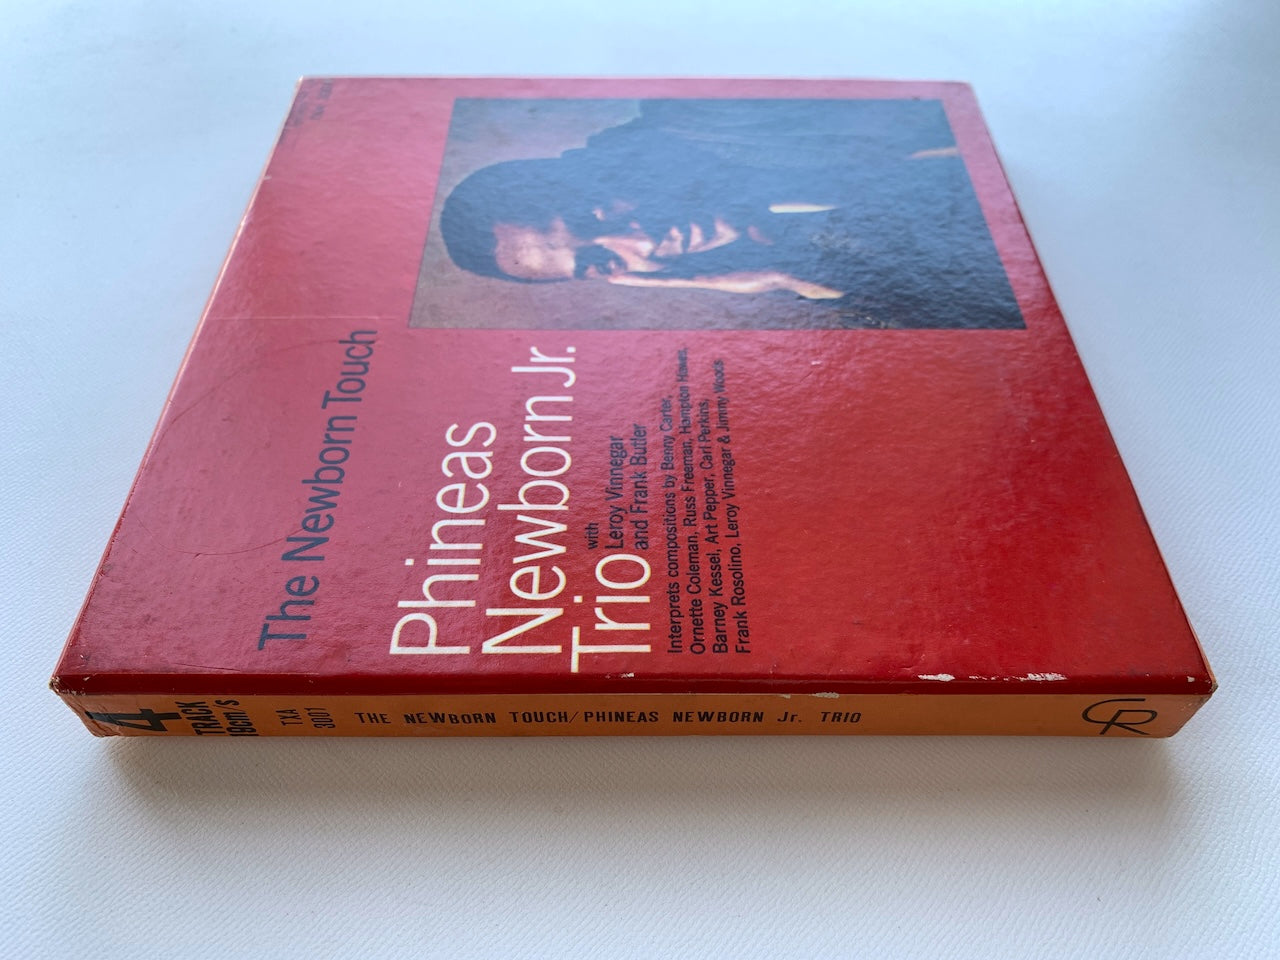 The Newborn Touch
Phineas
Newborn Jr.
Trio
with
Leroy Vinnegar
and Frank Butler
Interprets compositions by Benny Carter,
Ornette Coleman, Russ Freeman, Hampton Hawes,
Barney Kessel, Art Pepper, Carl Perkins,
Frank Rosolino, Leroy Vinnegar & Jimmy Woods
4
TRACK
19cm/S
TXA
3001
THE NEWBORN TOUCH/PHINEAS NEWBORN Jr. TRIO
CR